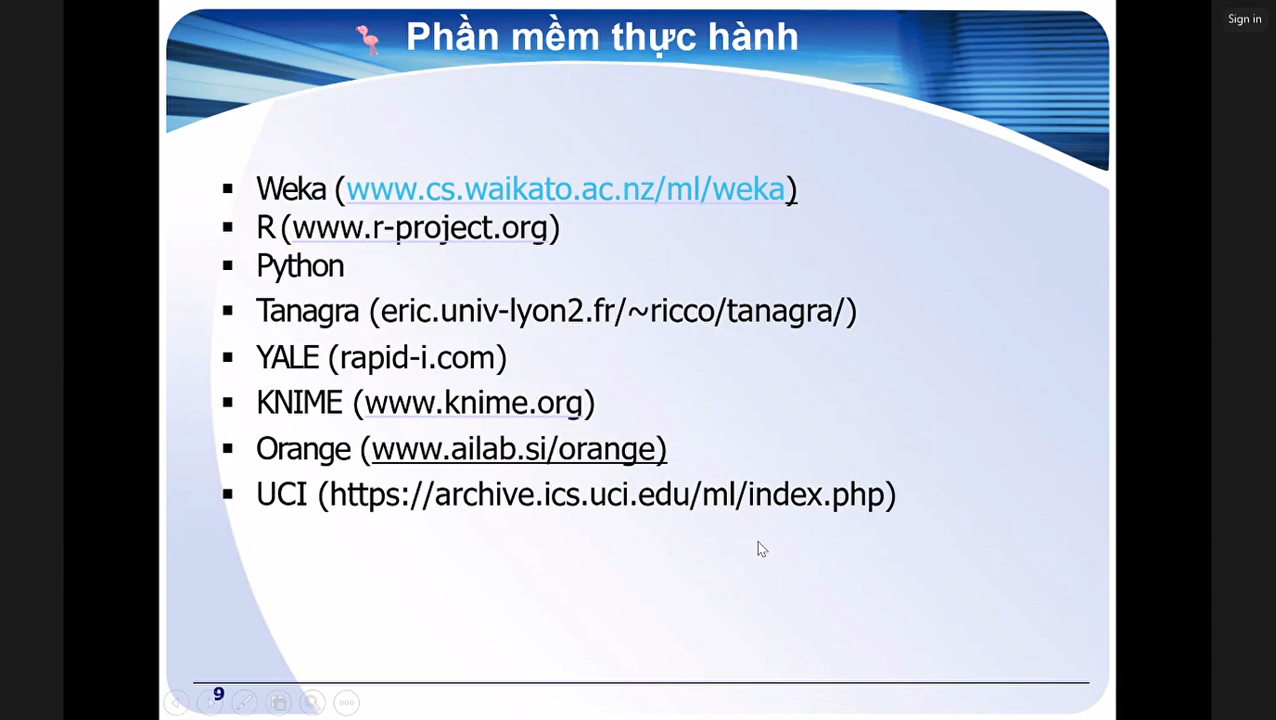 Sign in
Phần mềm thực hành
▪ Weka (www.cs.waikato.ac.nz/ml/weka)
▪ R (www.r-project.org)
▪ Python
▪ Tanagra (eric.univ-lyon2.fr/~ricco/tanagra/)
▪ YALE (rapid-i.com)
▪ KNIME (www.knime.org)
▪ Orange (www.ailab.si/orange)
▪ UCI (https://archive.ics.uci.edu/ml/index.php)
9